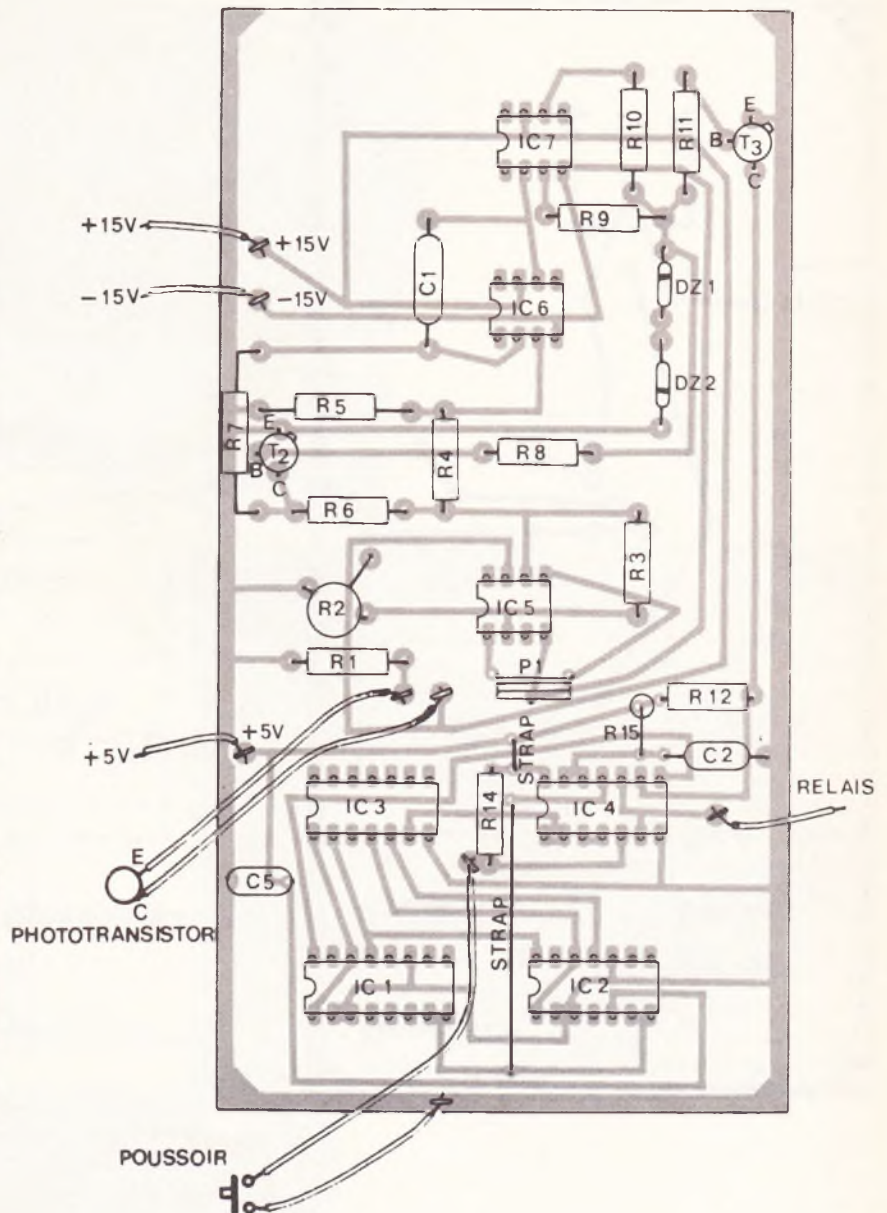 E
IC7
R10
R11
B
T3
C
R9
+15V
+15V
C1
DZ1
-15V
-15V
IC6
DZ2
R5
E
R7
T2
R4
R8
B
C
R6
R3
R2
IC5
R1
P1
R12
+5V
+5V
STRAP
R15
C2
RELAIS
IC3
R14
IC4
E
C
C5
PHOTOTRANSISTOR
STRAP
IC1
IC2
POUSSOIR